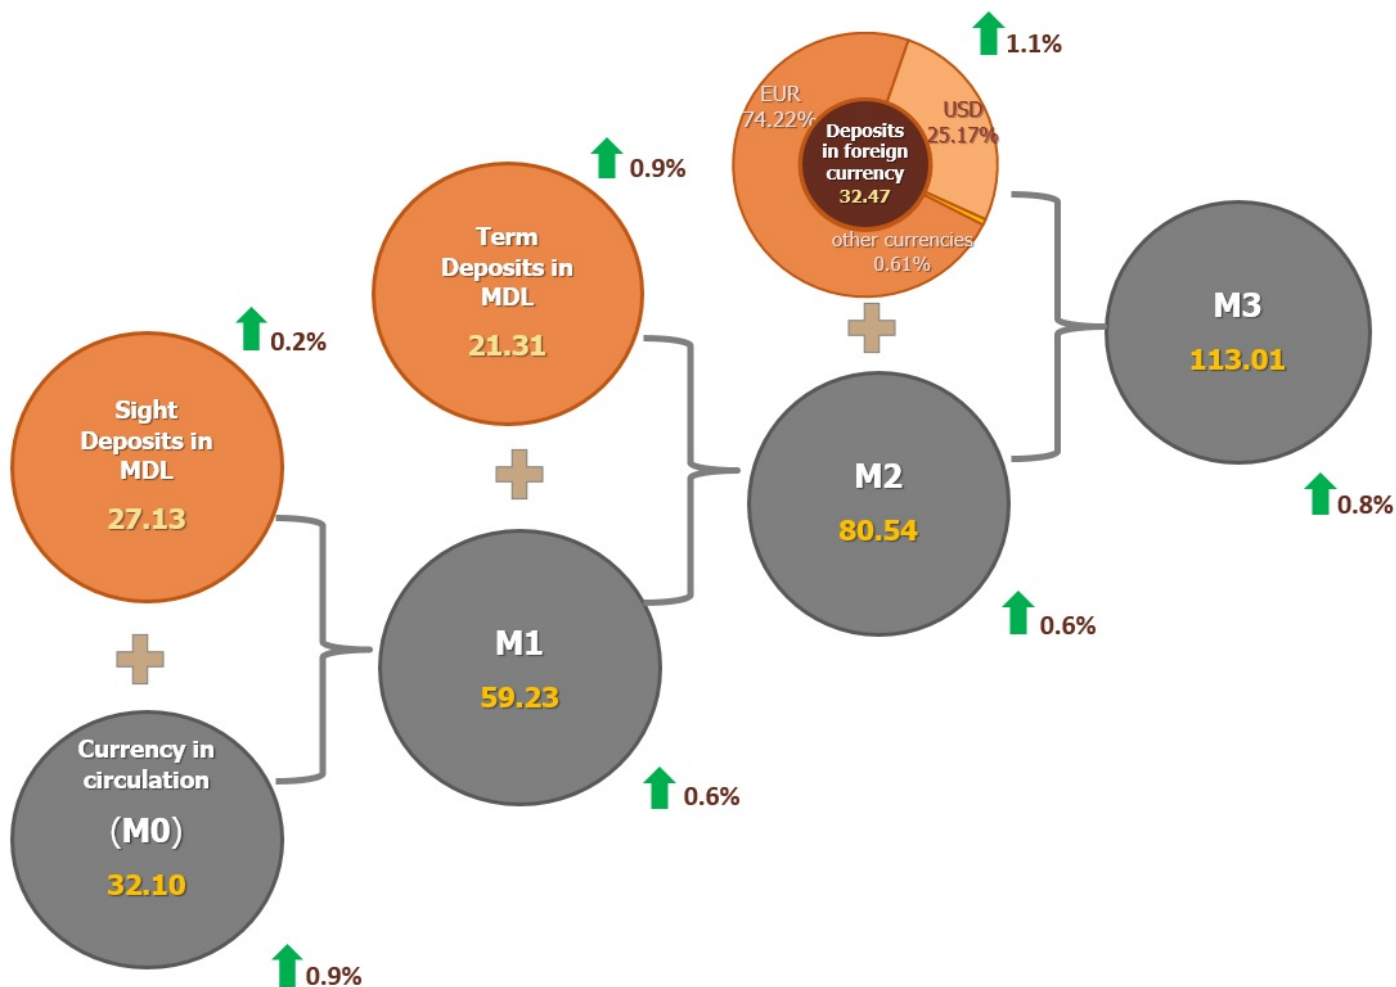 1.1%
EUR
74.22%
USD
25.17%
Deposits
in foreign
currency
32.47
other currencies
0.61%
0.9%
Term
Deposits in
MDL
21.31
0.2%
Sight
Deposits in
MDL
27.13
M3
113.01
0.8%
M2
80.54
0.6%
M1
59.23
0.6%
Currency in
circulation
(M0)
32.10
0.9%